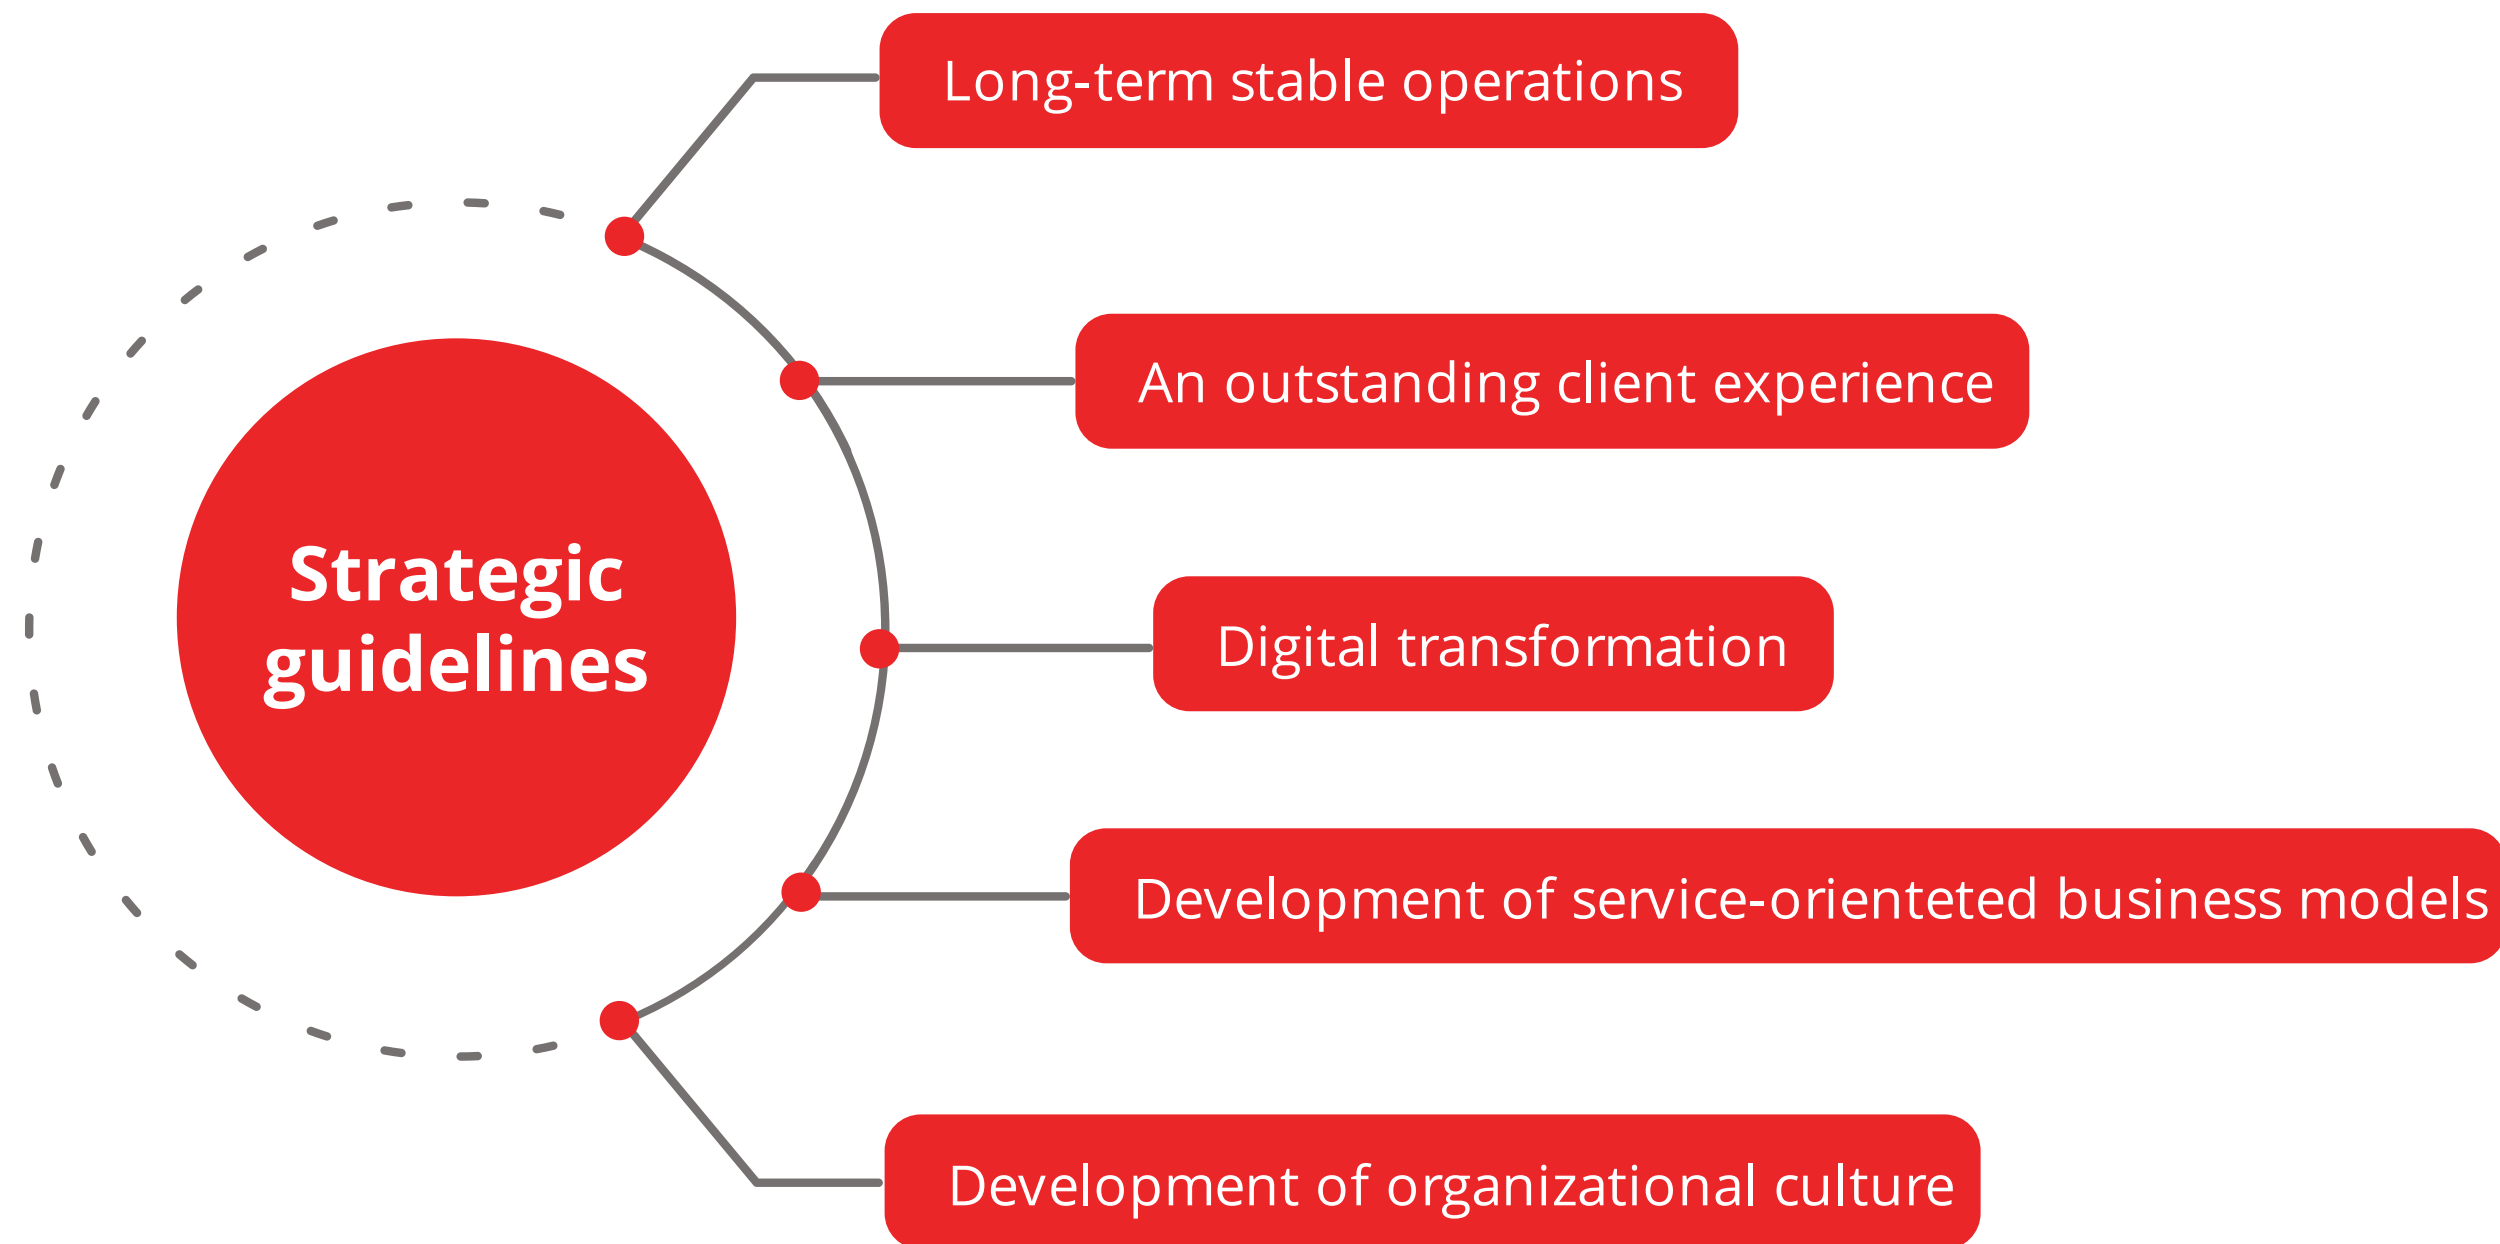 Long-term stable operations
An outstanding client experience
Strategic
guidelines
Digital transformation
Development of service-oriented business models
Development of organizational culture